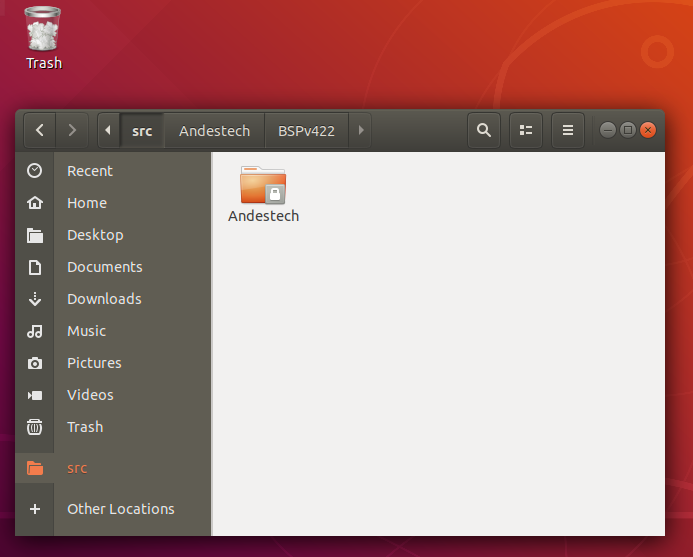 Trash
src Andestech BSPv422
Recent
Andestech
Home
Desktop
Documents
Downloads
Music
Pictures
Videos
Trash
src
Other Locations